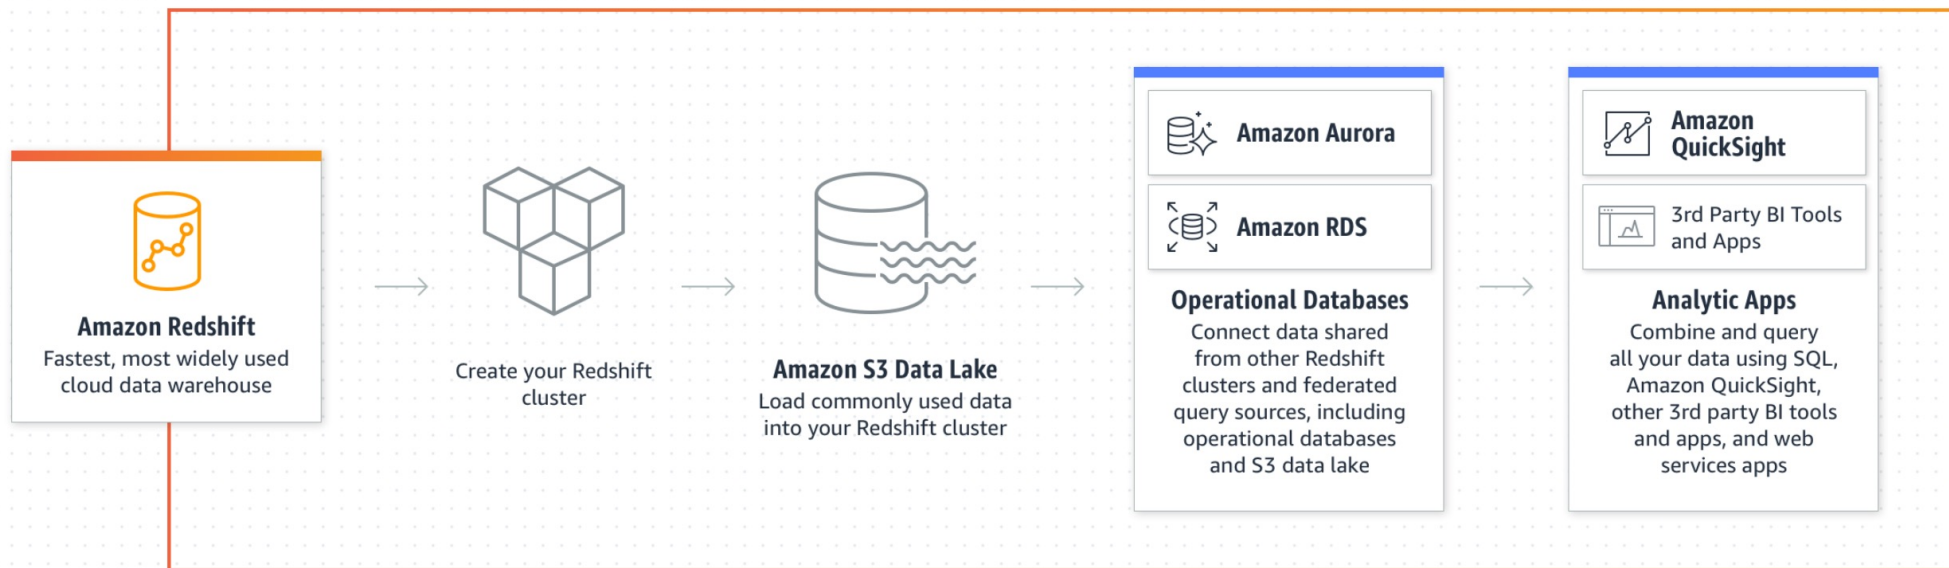 Amazon Redshift
Fastest, most widely used
cloud data warehouse
Create your Redshift
cluster
Amazon S3 Data Lake
Load commonly used data
into your Redshift cluster
Amazon Aurora
Amazon RDS
Operational Databases
Connect data shared
from other Redshift
clusters and federated
query sources, including
operational databases
and S3 data lake
Amazon
QuickSight
3rd Party BI Tools
and Apps
Analytic Apps
Combine and query
all your data using SQL,
Amazon QuickSight,
other 3rd party BI tools
and apps, and web
services apps